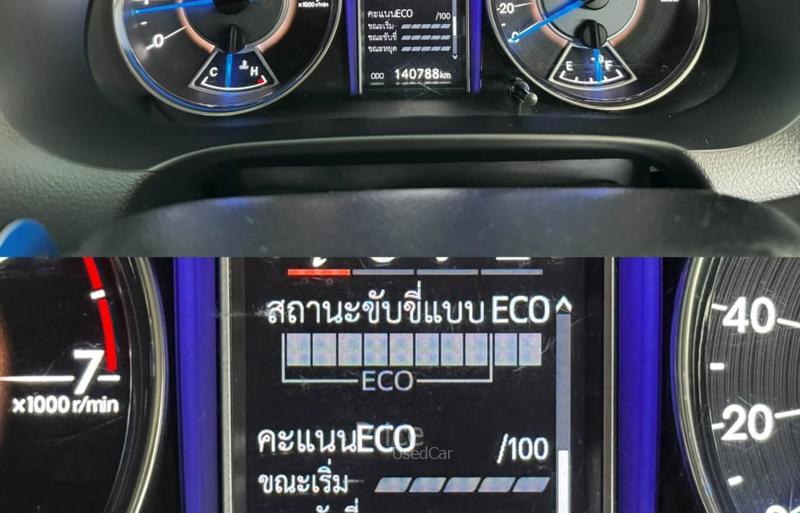 x1000 r/min
0
C H
คะแนนECO /100
ขณะเริ่ม
ขณะขับขี่
ขณะหยุด
ODO 140788km
-20
0
E F
7
x1000 r/min
สถานะขับขี่แบบ ECO
ECO
คะแนนECO /100
ขณะเริ่ม
40
20
UsedCar